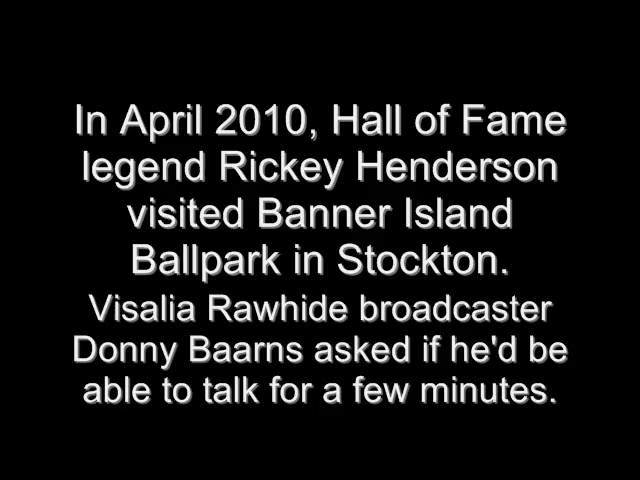 In April 2010, Hall of Fame
legend Rickey Henderson
visited Banner Island
Ballpark in Stockton.
Visalia Rawhide broadcaster
Donny Baarns asked if he'd be
able to talk for a few minutes.